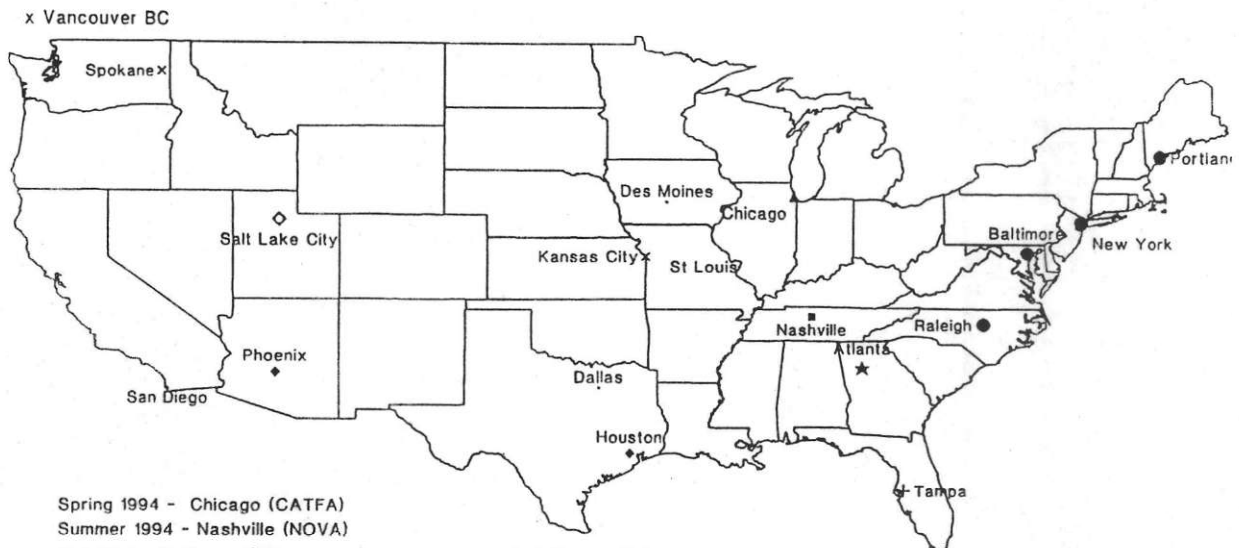 x Vancouver BC
Spokane x
Portlan
Des Moines
Chicago
Salt Lake City
Baltimore
New York
Kansas City x
St Louis
Nashville
Raleigh
Atlanta
Phoenix
Dallas
San Diego
Houston
Tampa
Spring 1994 - Chicago (CATFA)
Summer 1994 - Nashville (NOVA)